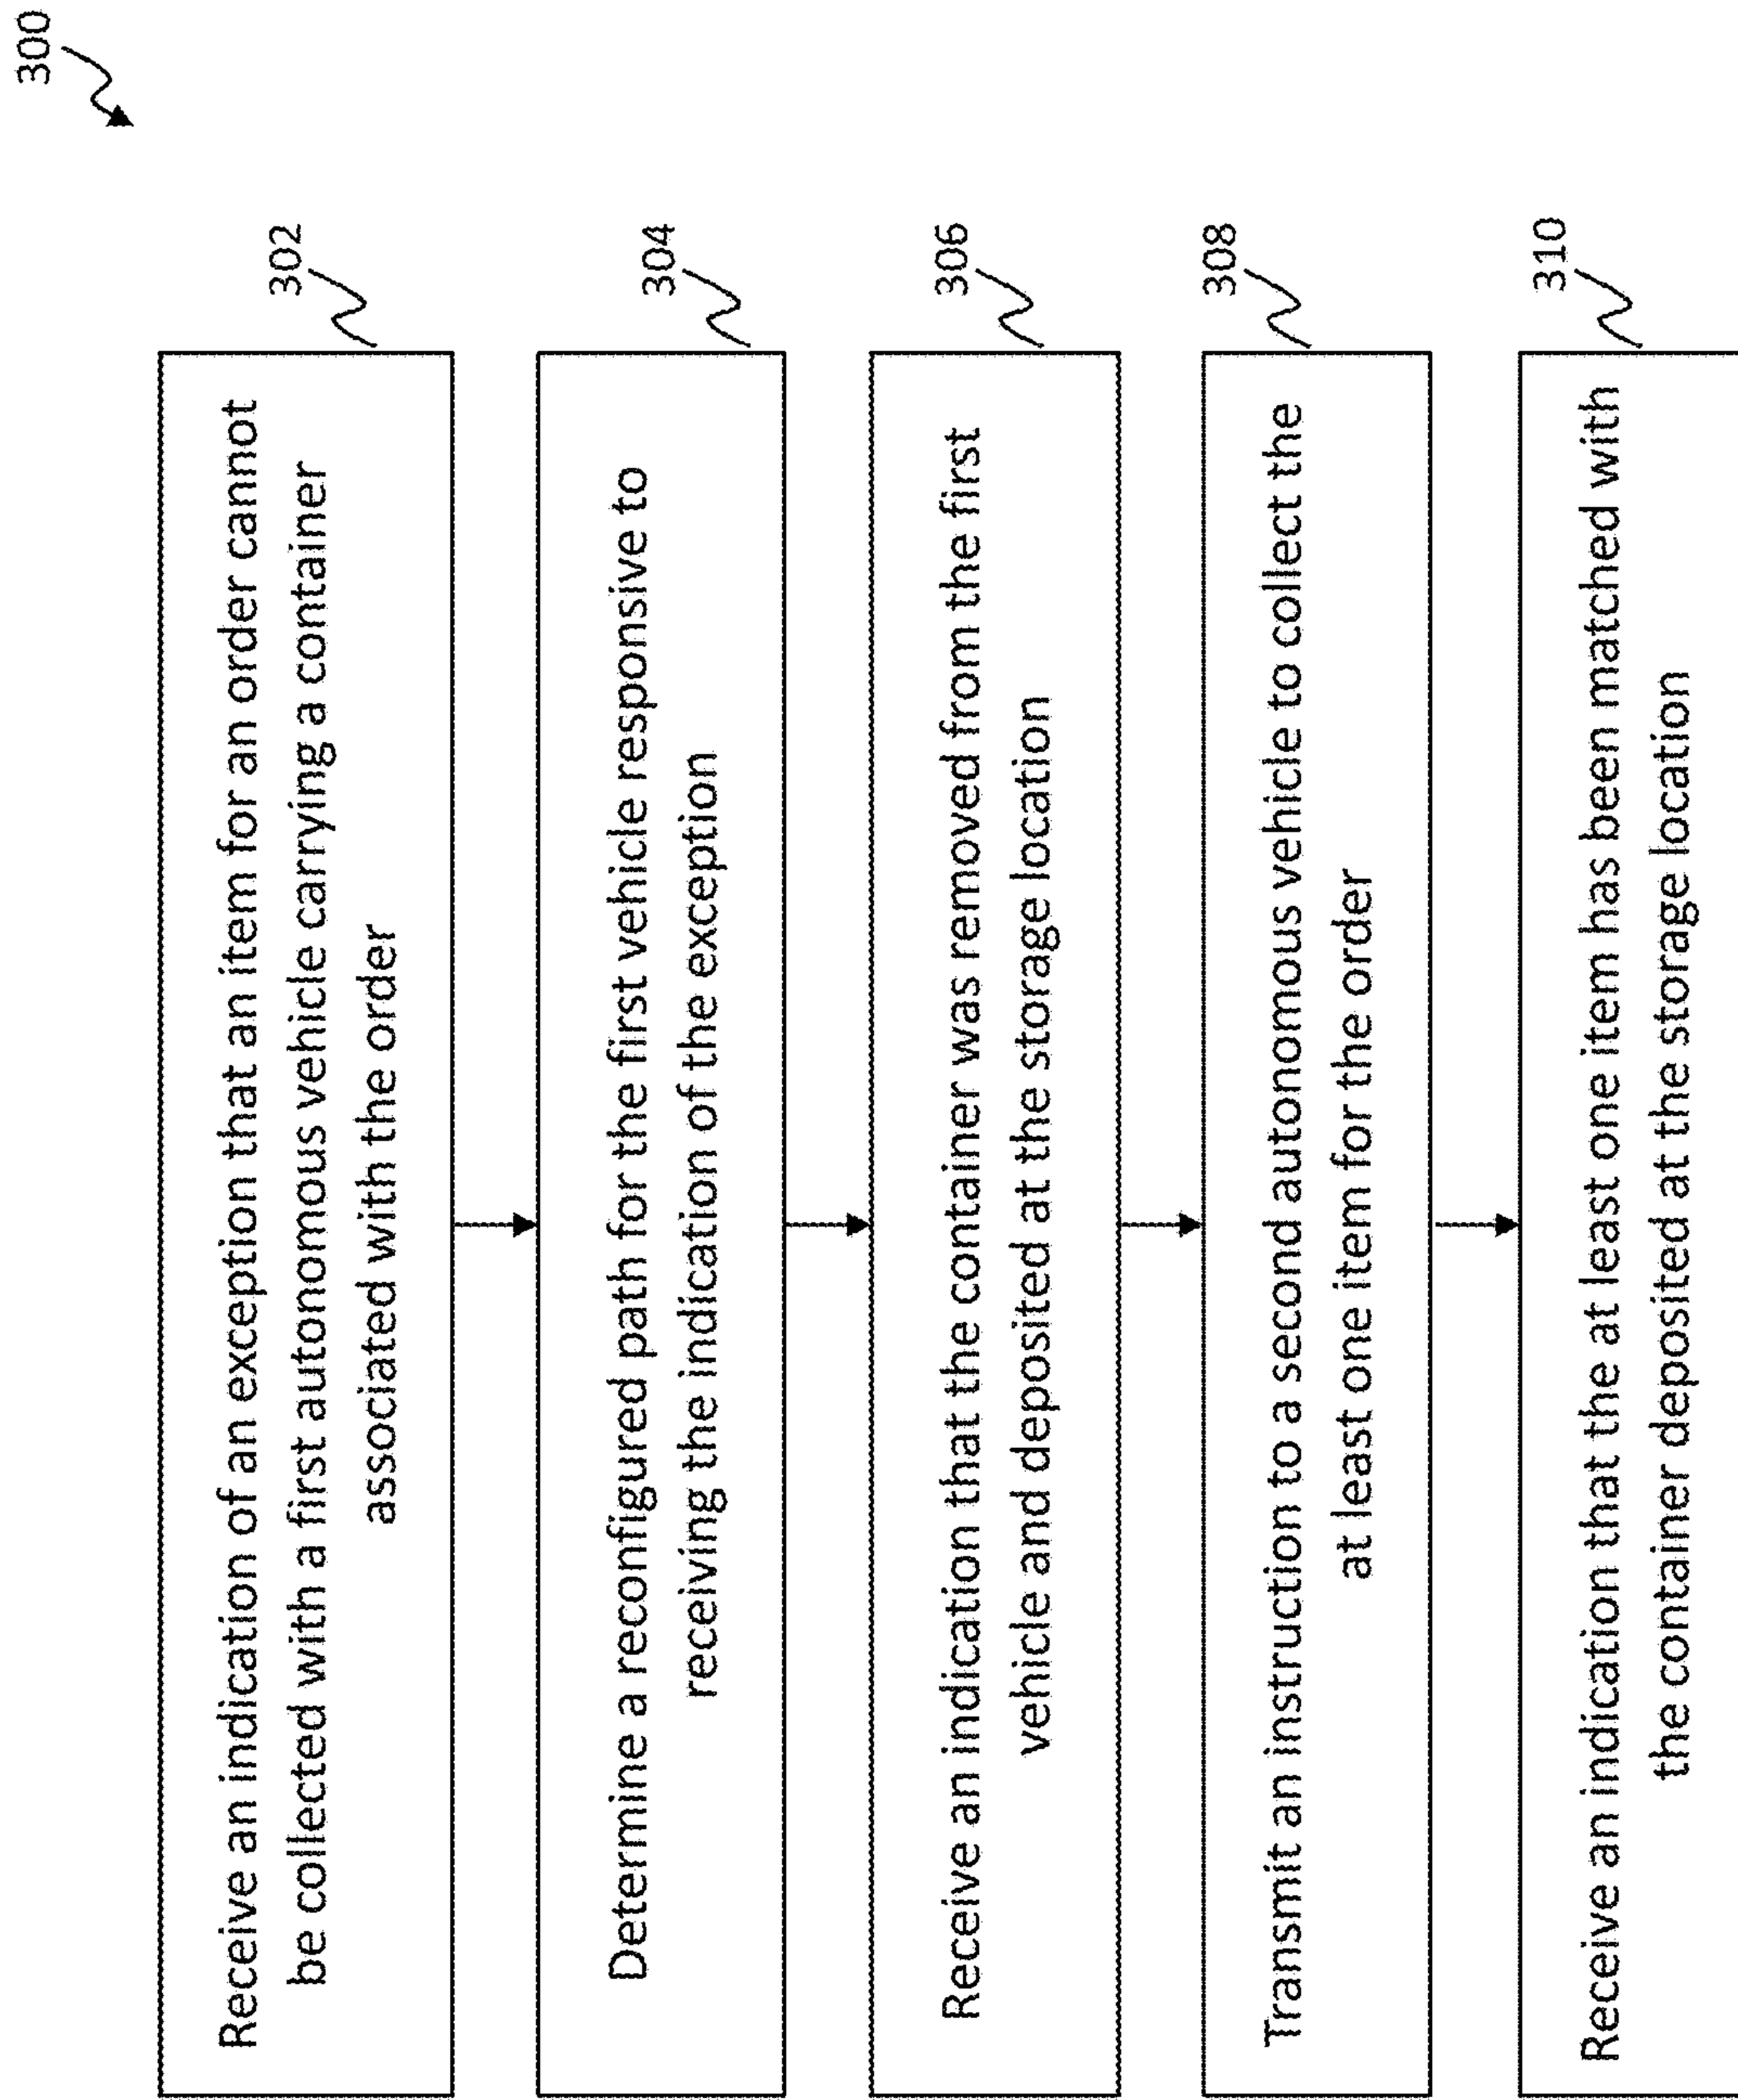 300
Receive an indication of an exception that an item for an order cannot
be collected with a first autonomous vehicle carrying a container
associated with the order
302
Determine a reconfigured path for the first vehicle responsive to
receiving the indication of the exception
304
Receive an indication that the container was removed from the first
vehicle and deposited at the storage location
306
Transmit an instruction to a second autonomous vehicle to collect the
at least one item for the order
308
Receive an indication that the at least one item has been matched with
the container deposited at the storage location
310